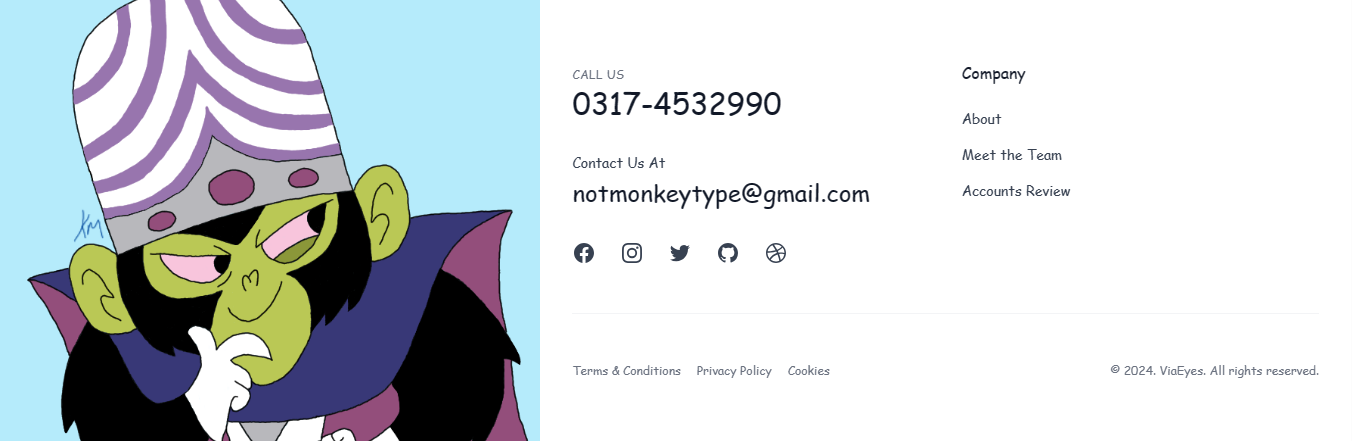 CALL US
0317-4532990
Contact Us At
notmonkeytype@gmail.com
Company
About
Meet the Team
Accounts Review
Terms & Conditions Privacy Policy Cookies
© 2024. ViaEyes. All rights reserved.